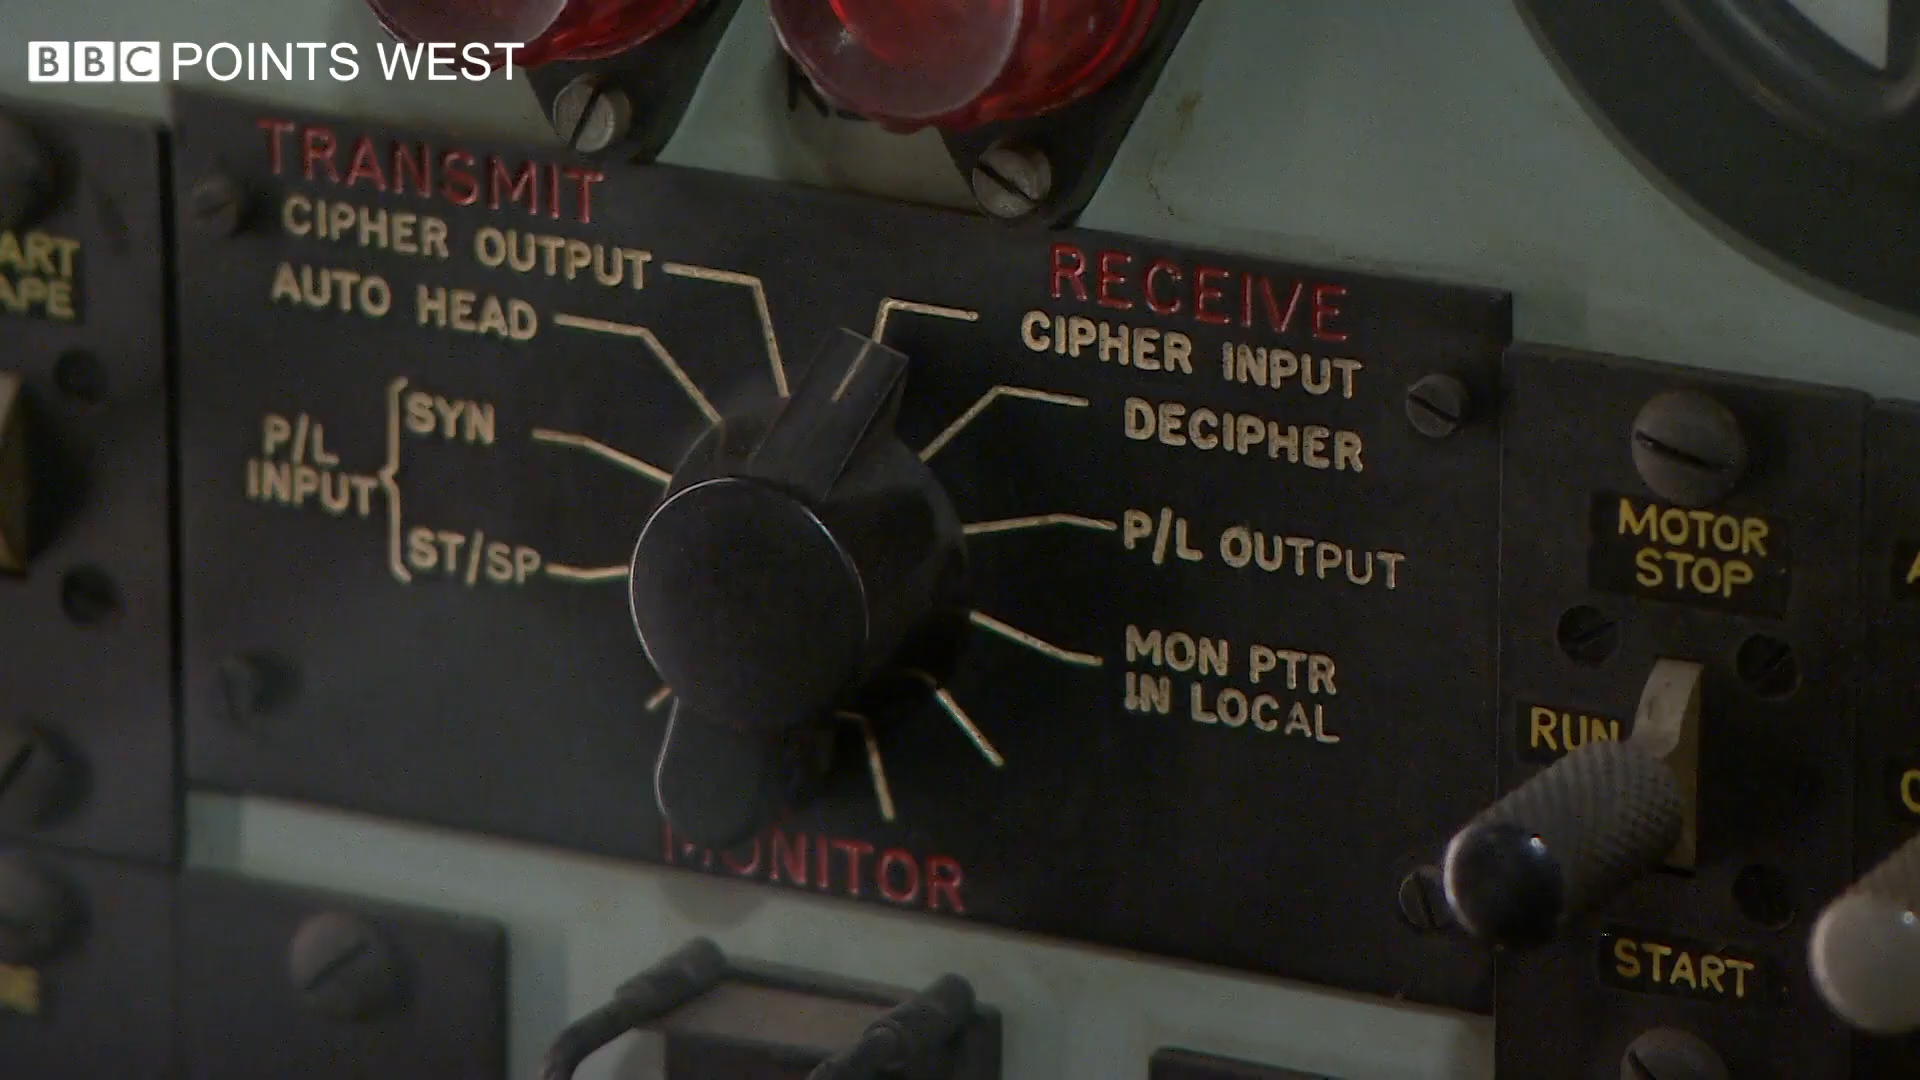 BBC POINTS WEST
TRANSMIT
CIPHER OUTPUT
AUTO HEAD
P/L
INPUT
SYN
ST/SP
RECEIVE
CIPHER INPUT
DECIPHER
P/L OUTPUT
MON PTR
IN LOCAL
MONITOR
MOTOR
STOP
RUN
START